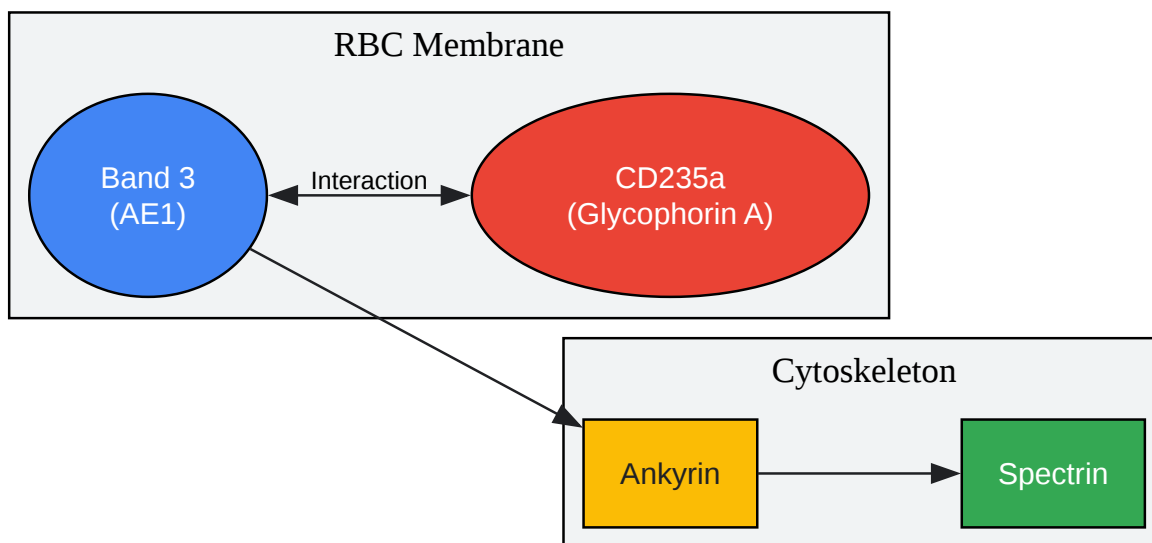 RBC Membrane
Band 3
(AE1)
Interaction
CD235a
(Glycophorin A)
Cytoskeleton
Ankyrin
Spectrin